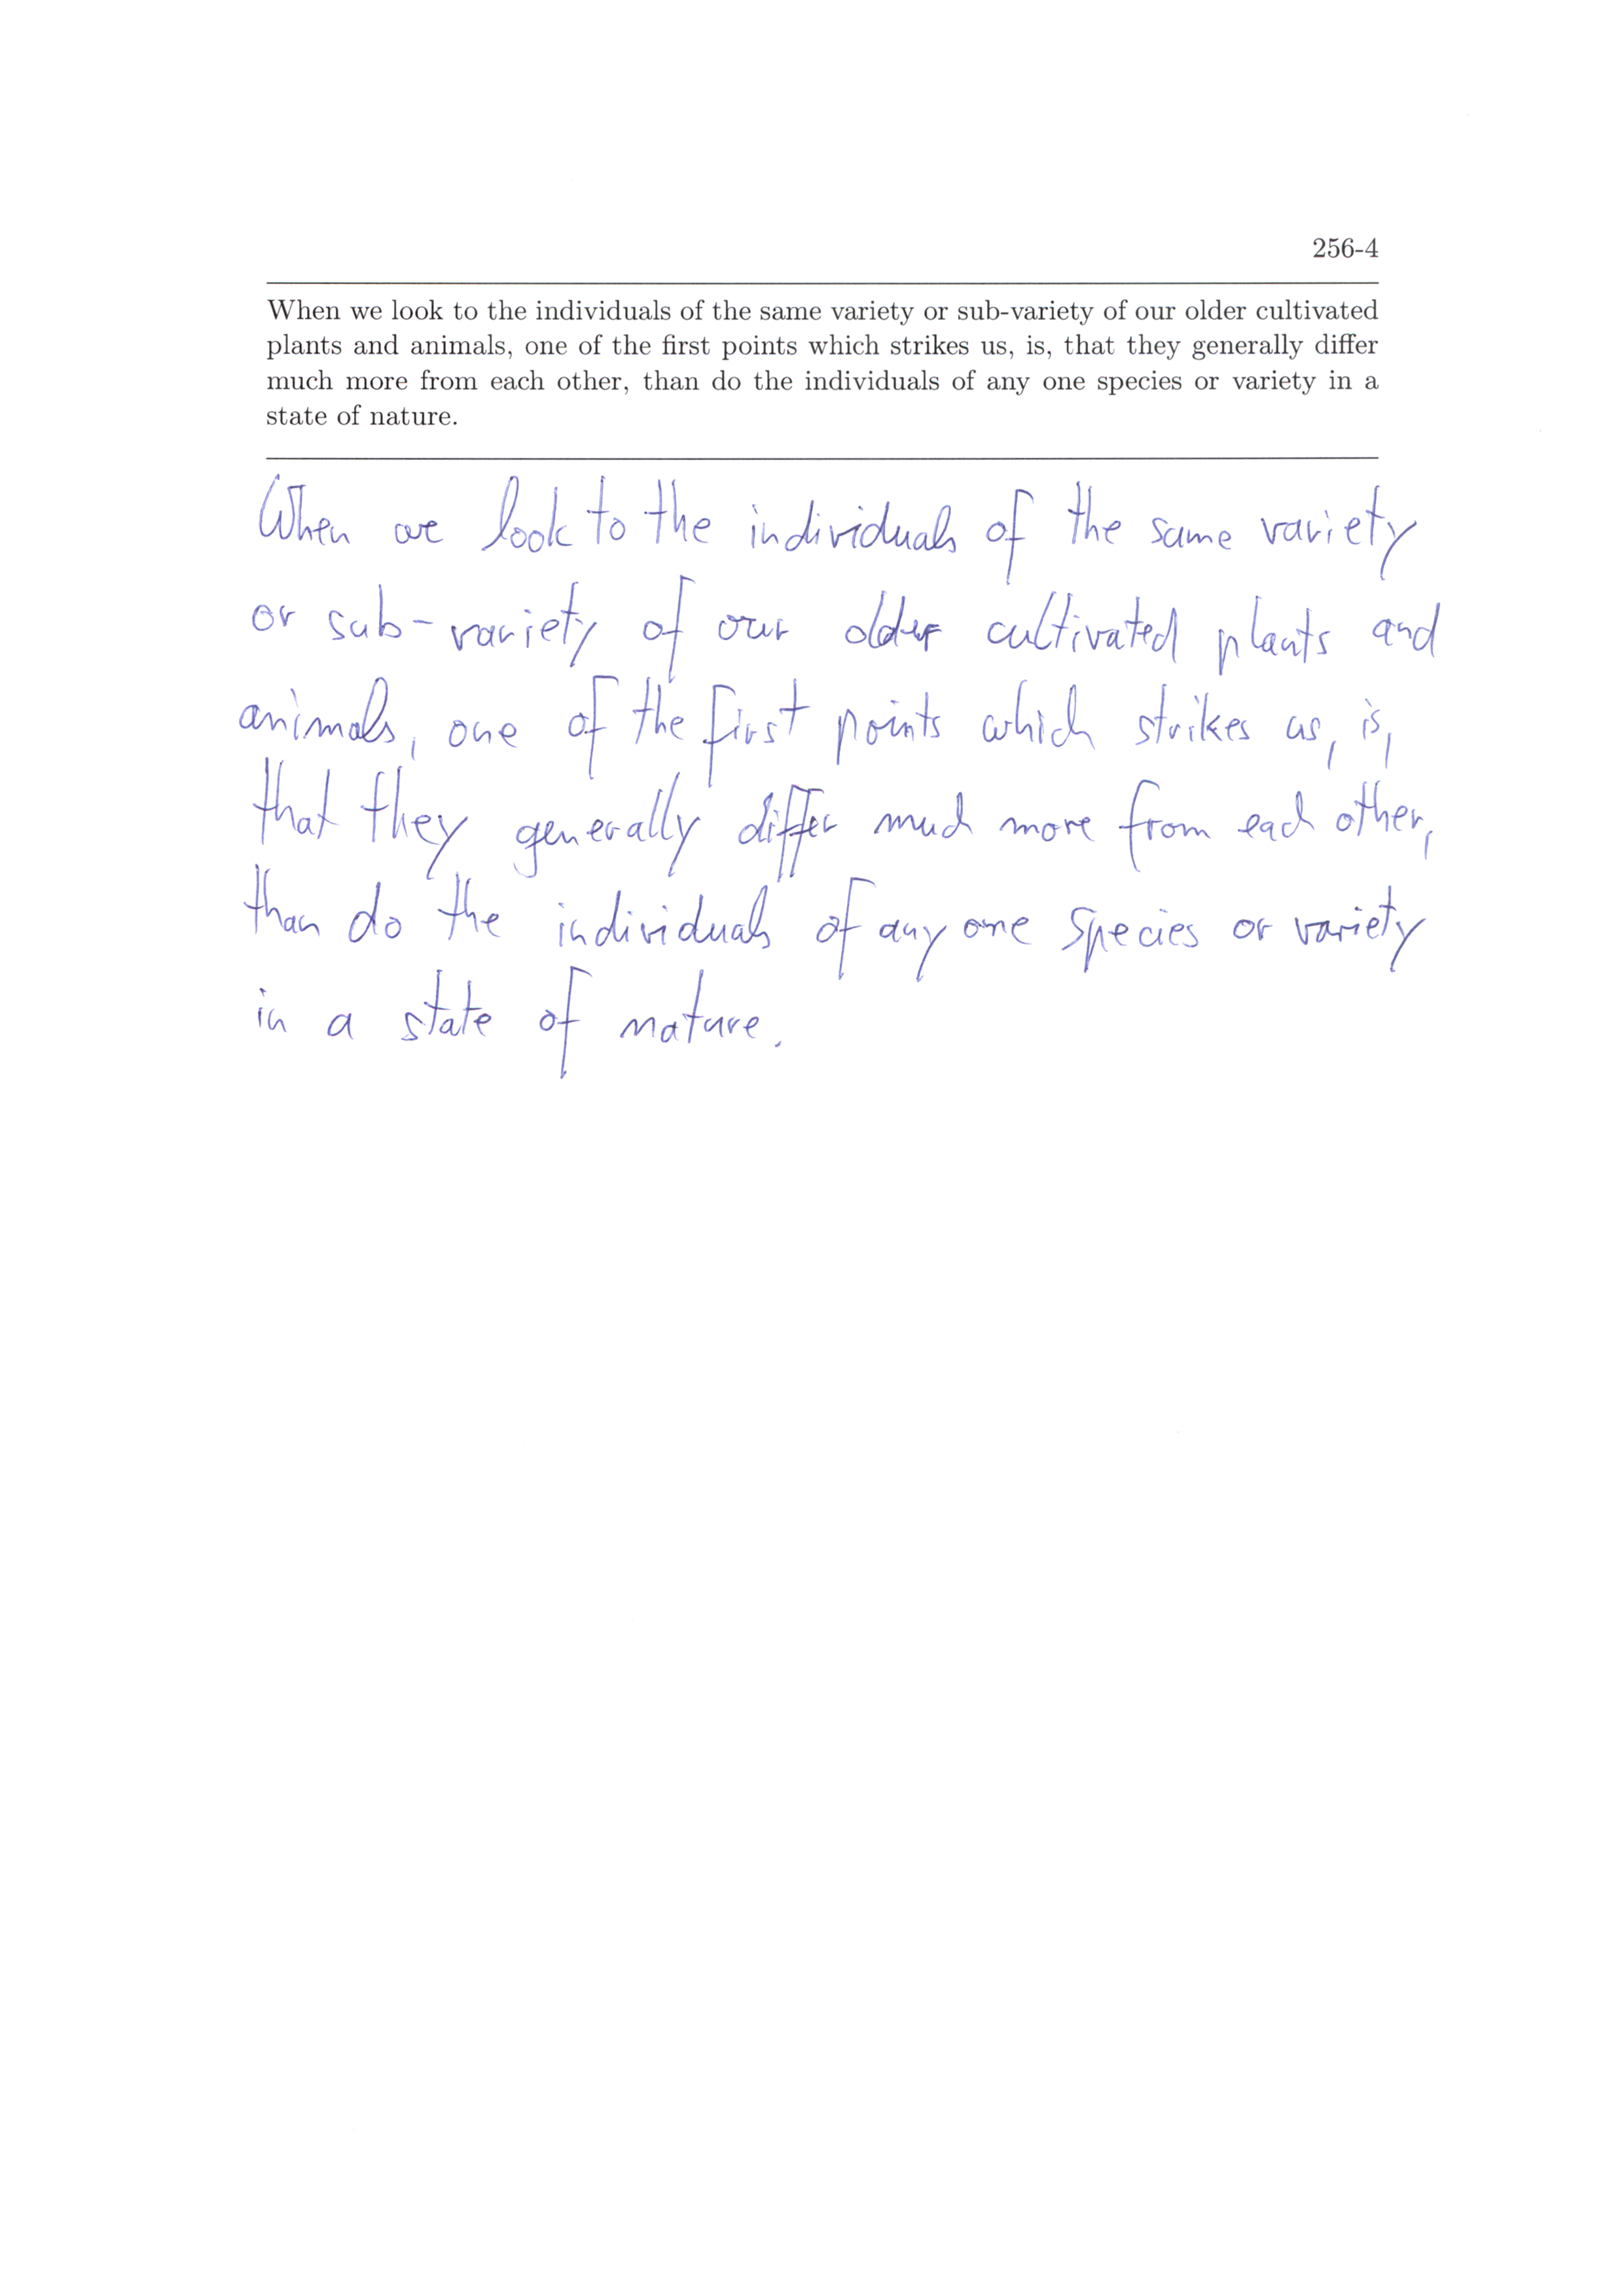 256-4
When we look to the individuals of the same variety or sub-variety of our older cultivated
plants and animals, one of the first points which strikes us, is, that they generally differ
much more from each other, than do the individuals of any one species or variety in a
state of nature.
When we look to the individuals of the same variety
or sub-variety of our older cultivated plants and
animals, one of the first points which strikes us, is,
that they generally differ much more from each other,
than do the individuals of any one species or variety
in a state of nature.